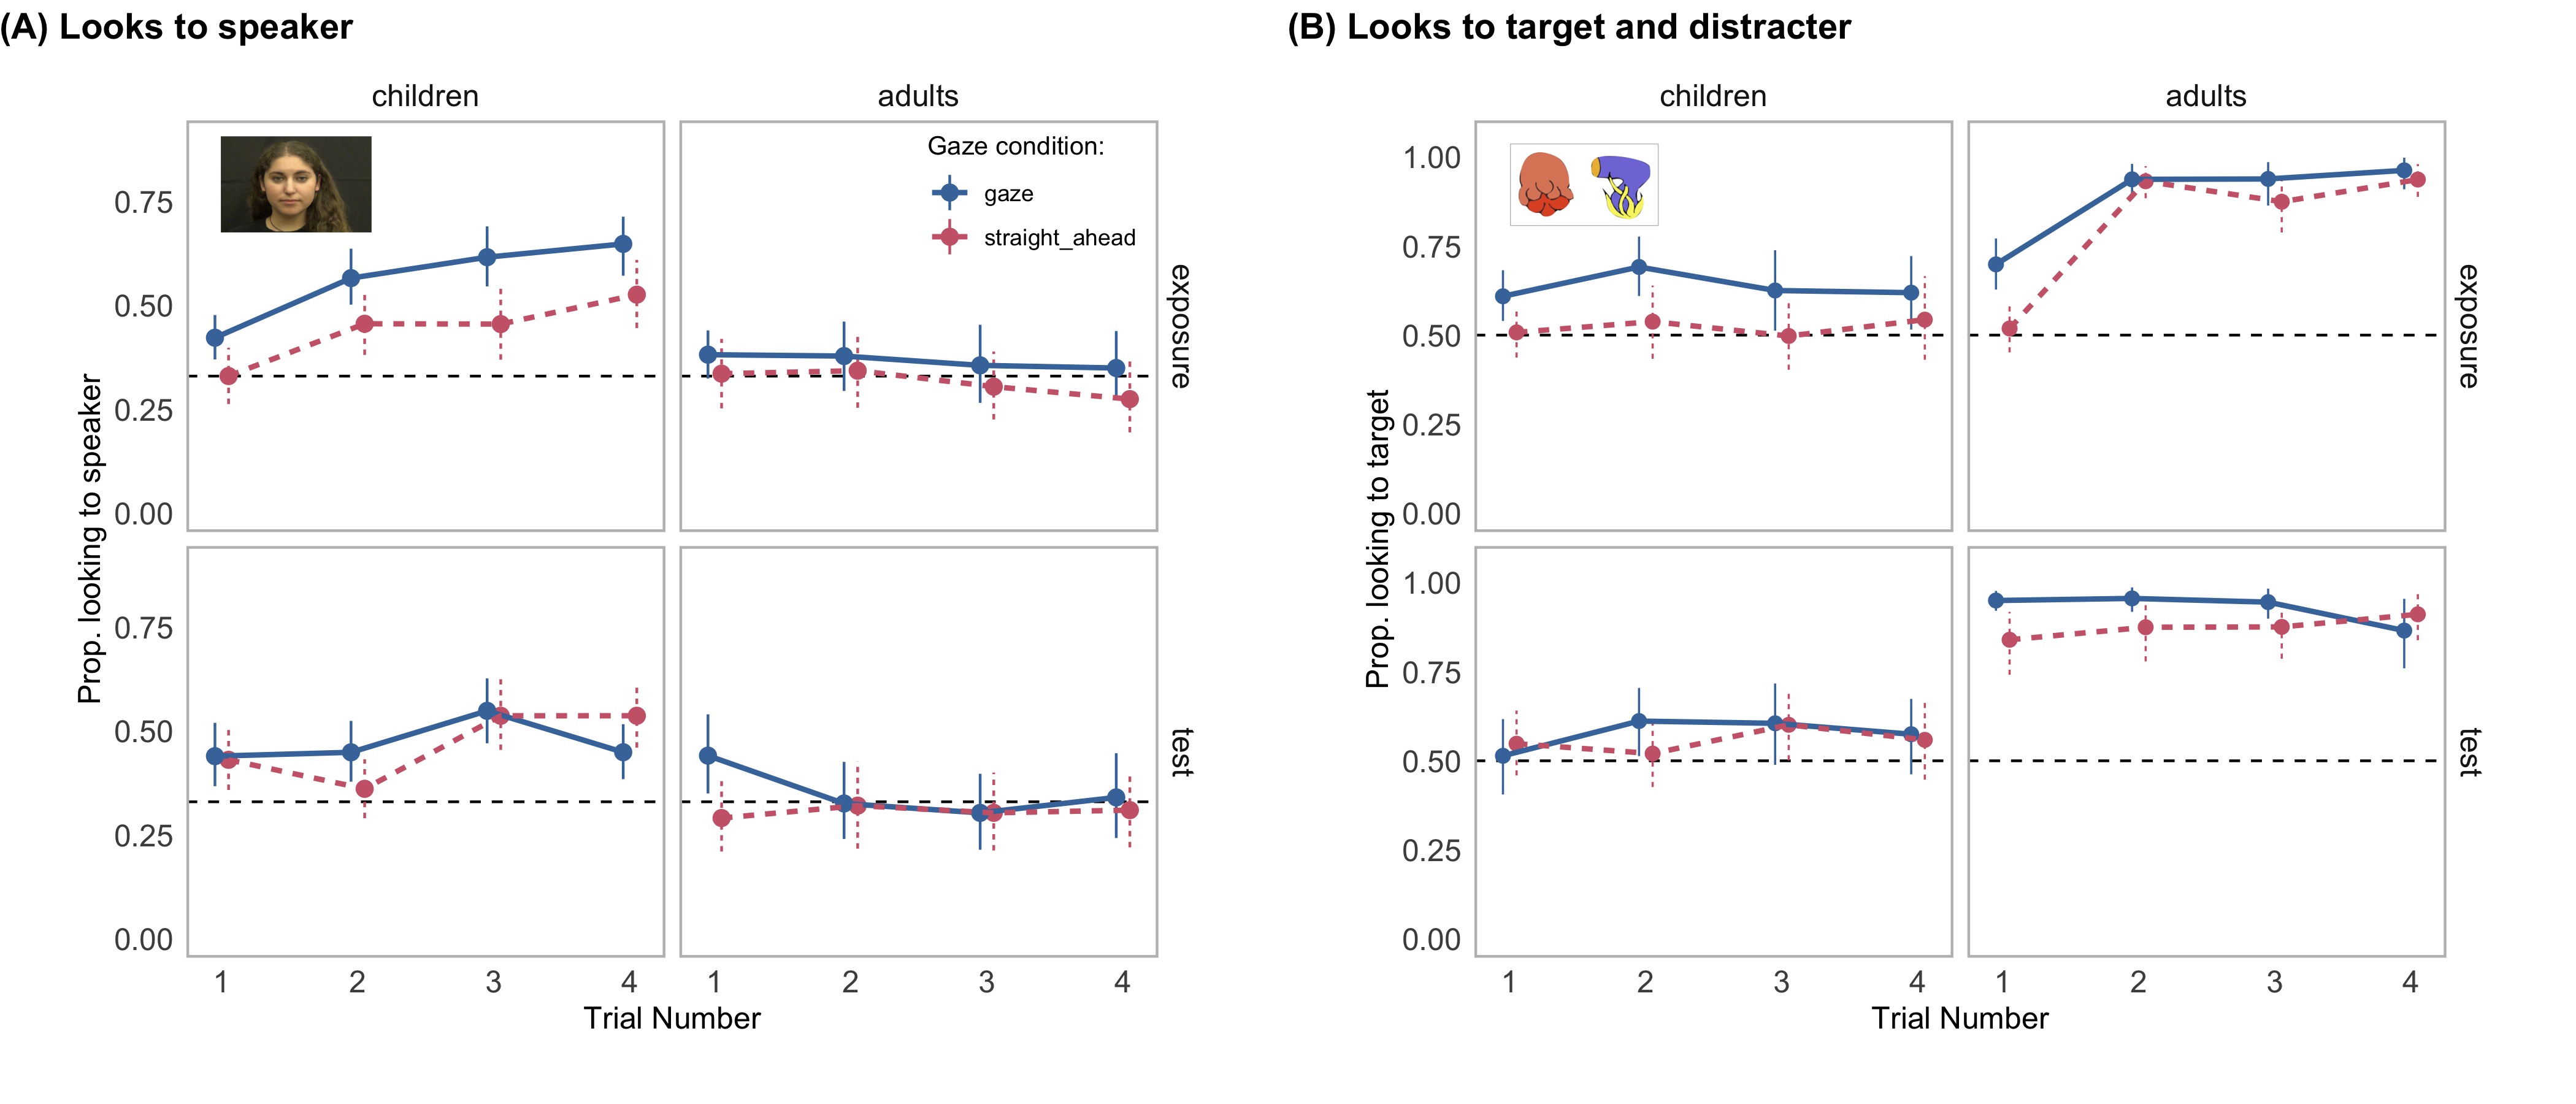 (A) Looks to speaker
children
adults
Prop. looking to speaker
0.75
0.50
0.25
0.00
Gaze condition:
gaze
straight_ahead
exposure
0.75
0.50
0.25
0.00
test
1 2 3 4
1 2 3 4
Trial Number
(B) Looks to target and distracter
children
adults
Prop. looking to target
1.00
0.75
0.50
0.25
0.00
exposure
1.00
0.75
0.50
0.25
0.00
test
1 2 3 4
1 2 3 4
Trial Number